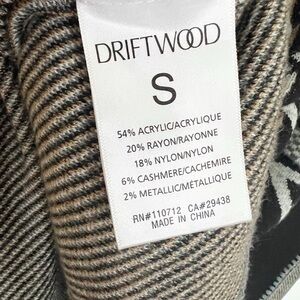 DRIFTWOOD
S
54% ACRYLIC/ACRYLIQUE
20% RAYON/RAYONNE
18% NYLON/NYLON
6% CASHMERE/CACHEMIRE
2% METALLIC/MÉTALLIQUE
RN#110712 CA#29438
MADE IN CHINA